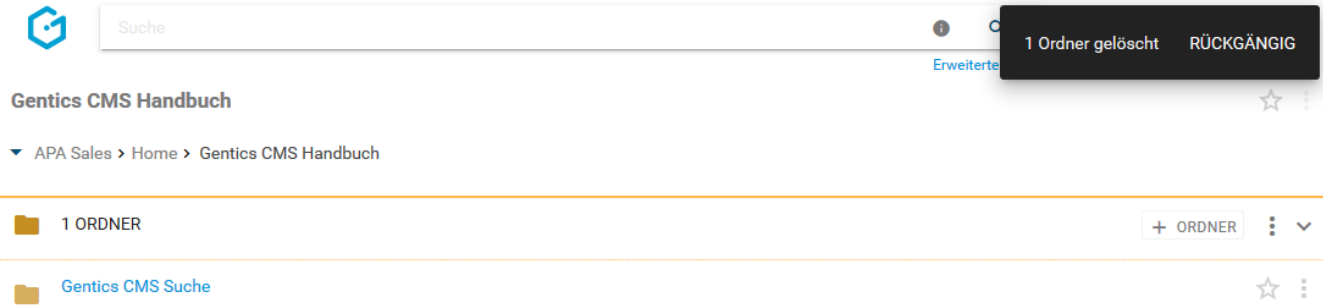 Suche
1 Ordner gelöscht RÜCKGÄNGIG
Erweiterte
Gentics CMS Handbuch
APA Sales > Home > Gentics CMS Handbuch
1 ORDNER + ORDNER
Gentics CMS Suche